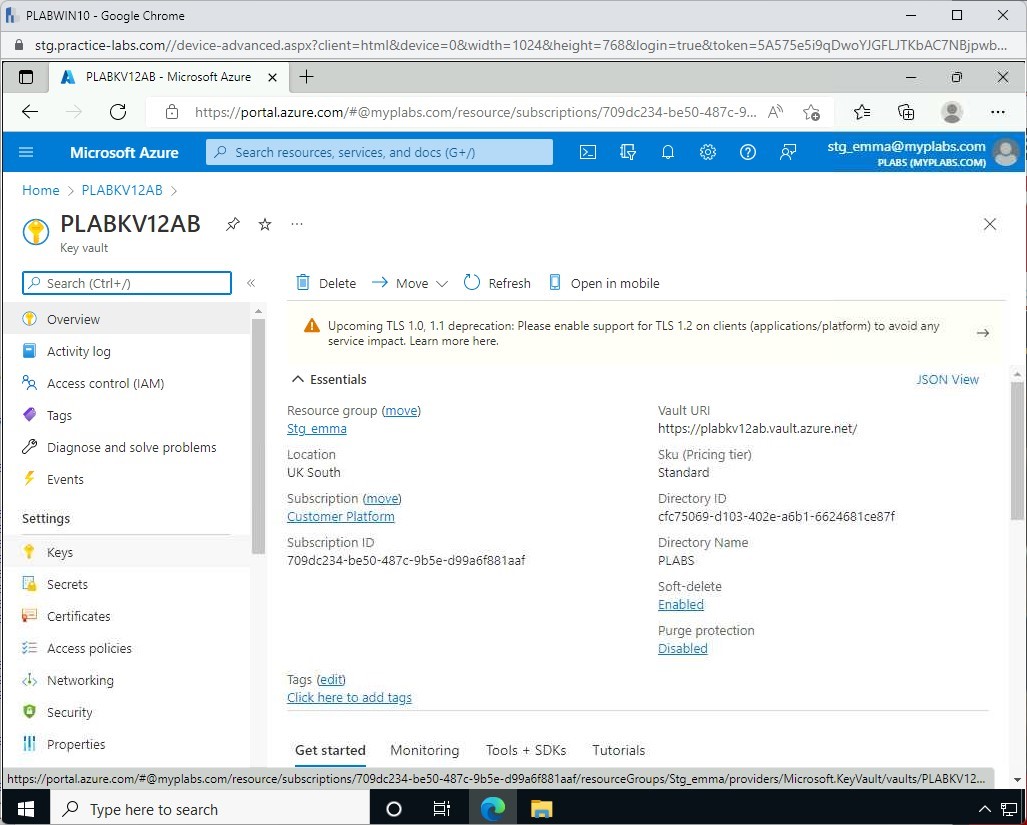 PLABWIN10 - Google Chrome
stg.practice-labs.com//device-advanced.aspx?client=html&device=0&width=1024&height=768&login=true&token=5A575e5i9qDwoYJGFLJTKbAC7NBjpwb...
PLABKV12AB - Microsoft Azure
https://portal.azure.com/#@myplabs.com/resource/subscriptions/709dc234-be50-487c-9...
Microsoft Azure
Search resources, services, and docs (G+/)
stg_emma@myplabs.com
PLABS (MYPLABS.COM)
Home > PLABKV12AB >
PLABKV12AB
Key vault
Search (Ctrl+/)
Delete
Move
Refresh
Open in mobile
Overview
Activity log
Access control (IAM)
Tags
Diagnose and solve problems
Events
Settings
Keys
Secrets
Certificates
Access policies
Networking
Security
Properties
Upcoming TLS 1.0, 1.1 deprecation: Please enable support for TLS 1.2 on clients (applications/platform) to avoid any
service impact. Learn more here.
Essentials
JSON View
Resource group (move)
Stg_emma
Location
UK South
Subscription (move)
Customer Platform
Subscription ID
709dc234-be50-487c-9b5e-d99a6f881aaf
Vault URI
https://plabkv12ab.vault.azure.net/
Sku (Pricing tier)
Standard
Directory ID
cfc75069-d103-402e-a6b1-6624681ce87f
Directory Name
PLABS
Soft-delete
Enabled
Purge protection
Disabled
Tags (edit)
Click here to add tags
Get started
Monitoring
Tools + SDKs
Tutorials
https://portal.azure.com/#@myplabs.com/resource/subscriptions/709dc234-be50-487c-9b5e-d99a6f881aaf/resourceGroups/Stg_emma/providers/Microsoft.KeyVault/vaults/PLABKV12...
Type here to search